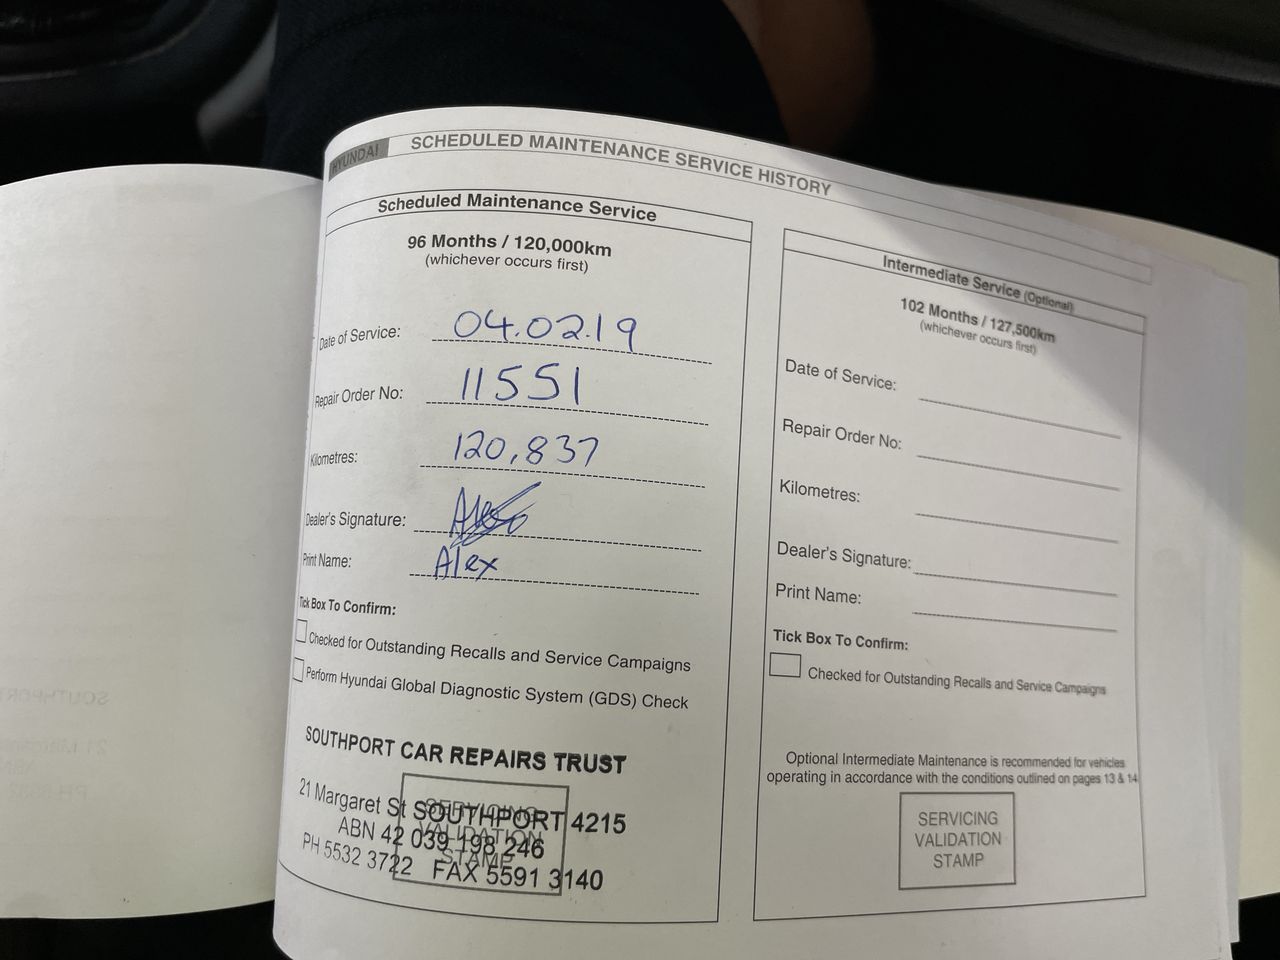 HYUNDAI
SCHEDULED MAINTENANCE SERVICE HISTORY
Scheduled Maintenance Service
96 Months / 120,000km
(whichever occurs first)
Date of Service: 04.02.19
Repair Order No: 11551
Kilometres: 120,837
Dealer's Signature: Alex
Print Name: Alex
Tick Box To Confirm:
Checked for Outstanding Recalls and Service Campaigns
Perform Hyundai Global Diagnostic System (GDS) Check
SOUTHPORT CAR REPAIRS TRUST
21 Margaret St SOUTHPORT 4215
ABN 42 039 198 246
PH 5532 3722 FAX 5591 3140
SERVICING
VALIDATION
STAMP
Intermediate Service (Optional)
102 Months / 127,500km
(whichever occurs first)
Date of Service:
Repair Order No:
Kilometres:
Dealer's Signature:
Print Name:
Tick Box To Confirm:
Checked for Outstanding Recalls and Service Campaigns
Optional Intermediate Maintenance is recommended for vehicles
operating in accordance with the conditions outlined on pages 13 & 14
SERVICING
VALIDATION
STAMP